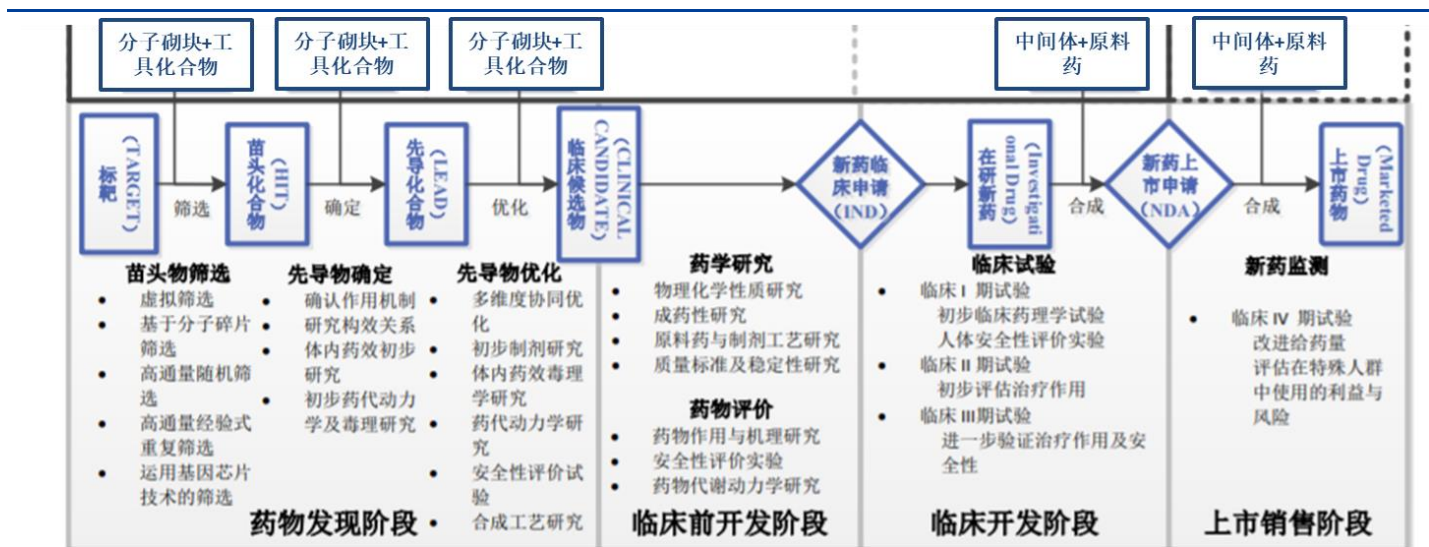 分子砌块+工
具化合物
分子砌块+工
具化合物
分子砌块+工
具化合物
中间体+原料
药
中间体+原料
药
标靶
(TARGET)
筛选
苗头化合物
(HIT)
确定
先导化合物
(LEAD)
优化
临床候选物
(CLINICAL
CANDIDATE)
新药临
床申请
(IND)
在研新药
(Investigati
onal Drug)
合成
新药上
市申请
(NDA)
合成
上市药物
(Marketed
Drug)
苗头物筛选
• 虚拟筛选
• 基于分子碎片
筛选
• 高通量随机筛
选
• 高通量经验式
重复筛选
• 运用基因芯片
技术的筛选
先导物确定
• 确认作用机制
研究构效关系
• 体内药效初步
研究
• 初步药代动力
学及毒理研究
先导物优化
• 多维度协同优
化
• 初步制剂研究
• 体内药效毒理
学研究
• 药代动力学研
究
• 安全性评价试
验
• 合成工艺研究
药物发现阶段
药学研究
• 物理化学性质研究
• 成药性研究
• 原料药与制剂工艺研究
• 质量标准及稳定性研究
药物评价
• 药物作用与机理研究
• 安全性评价实验
• 药物代谢动力学研究
临床前开发阶段
临床试验
• 临床 I 期试验
初步临床药理学试验
人体安全性评价实验
• 临床 II 期试验
初步评估治疗作用
• 临床 III期试验
进一步验证治疗作用及安
全性
临床开发阶段
新药监测
• 临床 IV 期试验
改进给药量
评估在特殊人群
中使用的利益与
风险
上市销售阶段